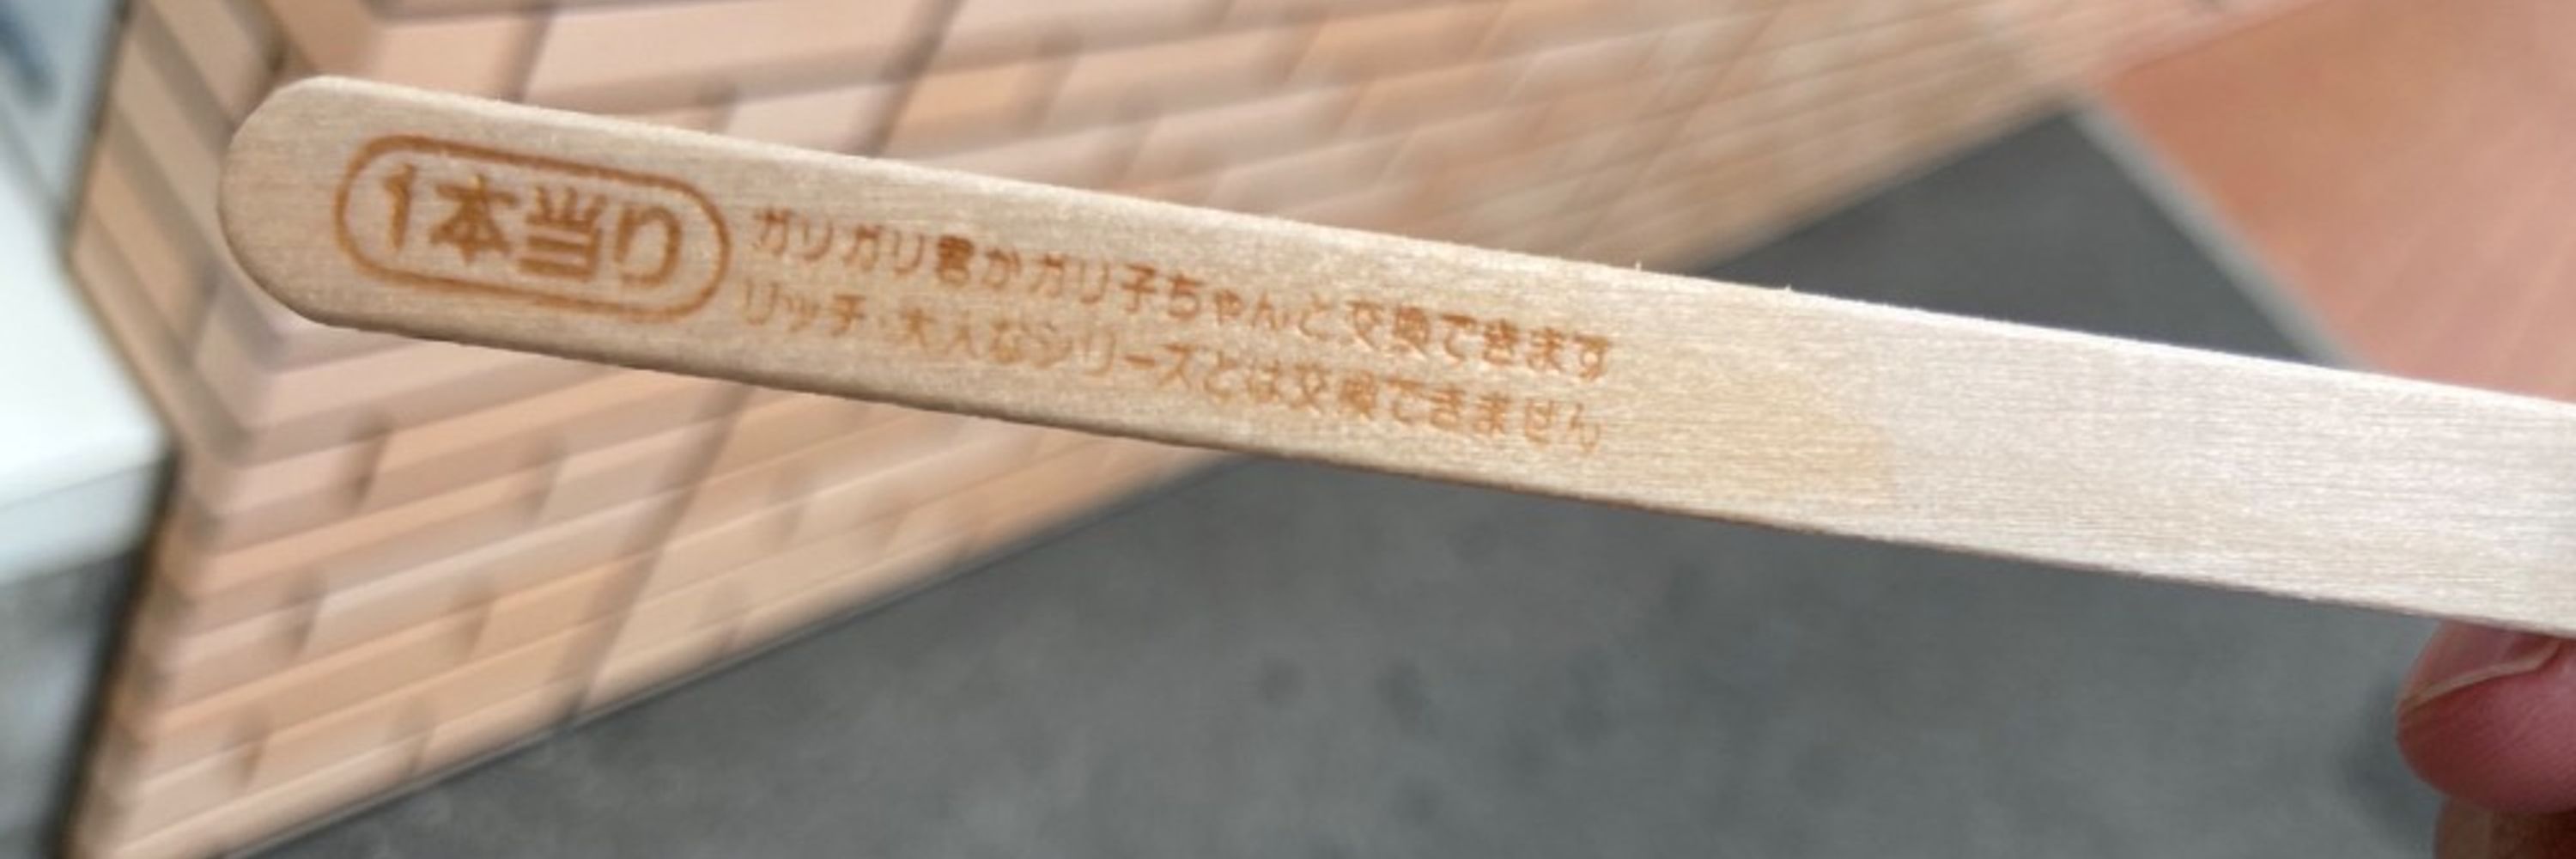 1本当り
ガリガリ君かガリ子ちゃんと交換できます
リッチ・大人なシリーズとは交換できません